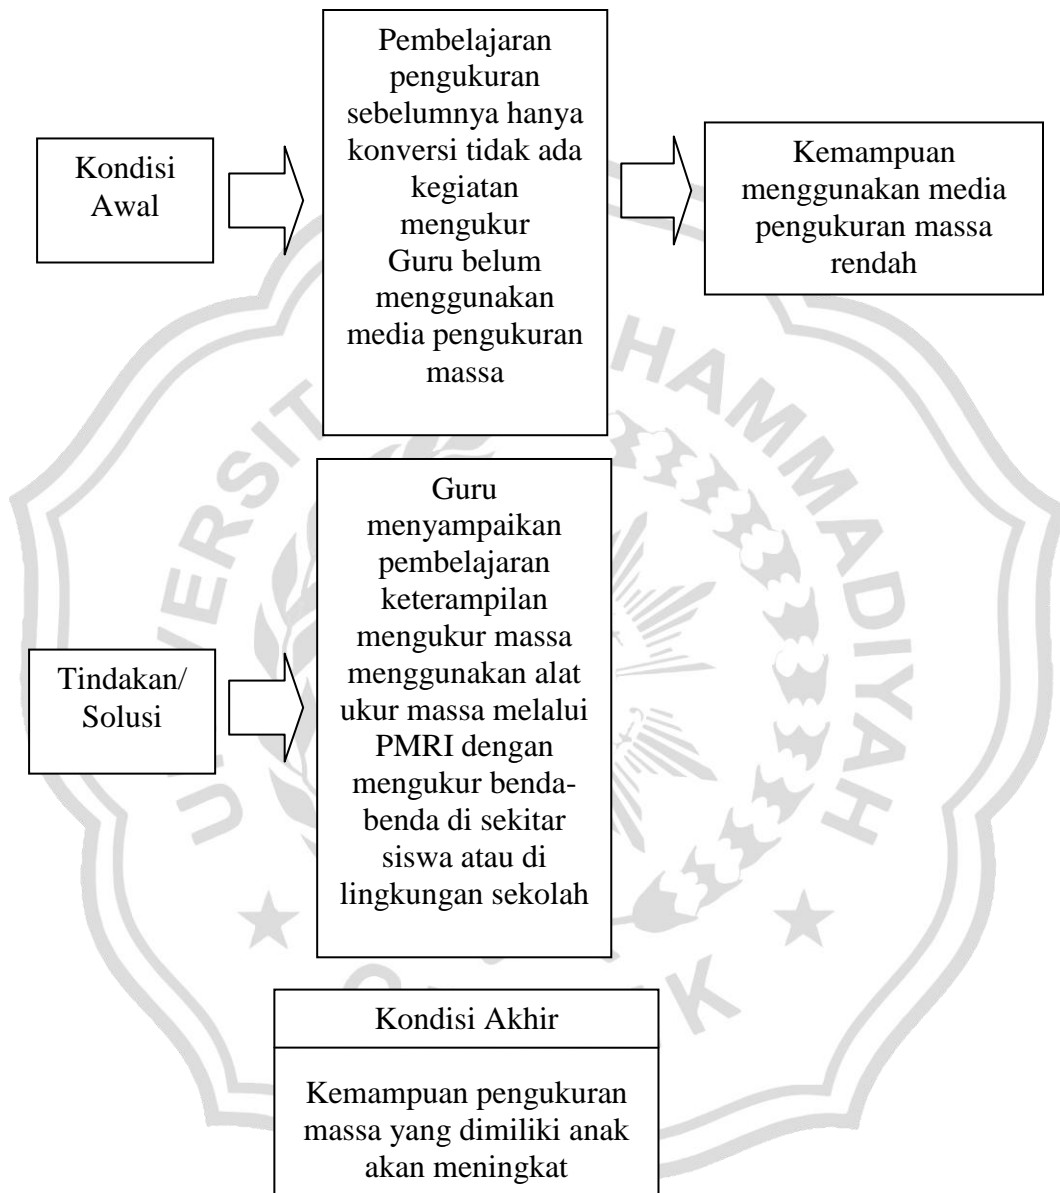 Pembelajaran
pengukuran
sebelumnya hanya
konversi tidak ada
kegiatan
mengukur
Guru belum
menggunakan
media pengukuran
massa
Kondisi
Awal
Kemampuan
menggunakan media
pengukuran massa
rendah
Guru
menyampaikan
pembelajaran
keterampilan
mengukur massa
menggunakan alat
ukur massa melalui
PMRI dengan
mengukur benda-
benda di sekitar
siswa atau di
lingkungan sekolah
Tindakan/
Solusi
Kondisi Akhir
Kemampuan pengukuran
massa yang dimiliki anak
akan meningkat